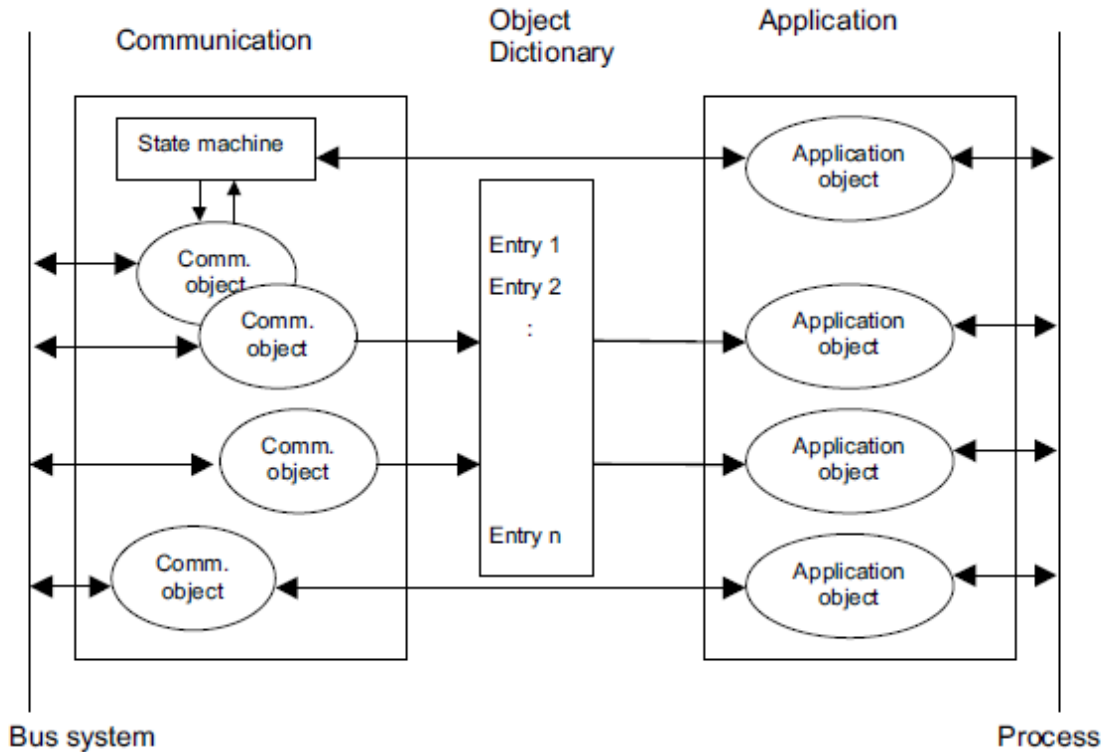 Communication
Object
Dictionary
Application
State machine
Application
object
Comm.
object
Entry 1
Entry 2
:
Comm.
object
Application
object
Comm.
object
Application
object
Entry n
Comm.
object
Application
object
Bus system
Process